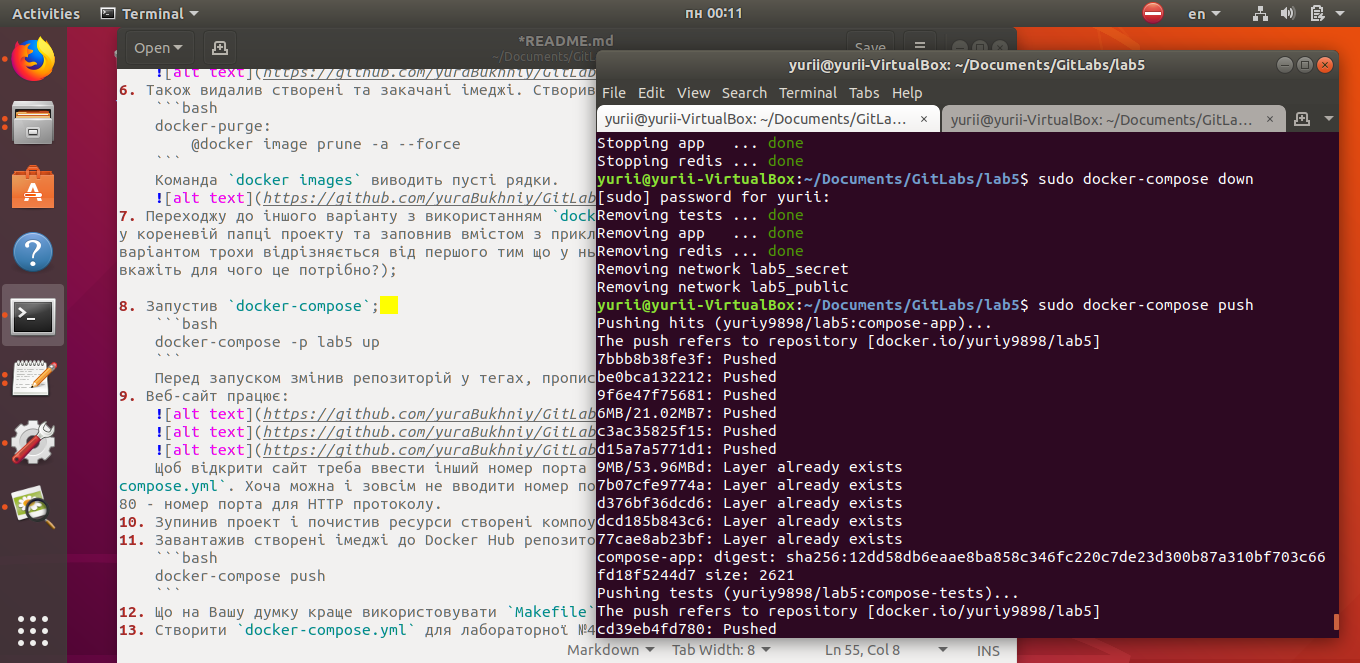 Activities
Terminal
пн 00:11
en
Open
*README.md
~/Documents/GitL
Save
![alt text](https://github.com/yuraBukhniy/GitLab
6. Також видалив створені та закачані імеджі. Створив
```bash
docker-purge:
@docker image prune -a --force
```
Команда `docker images` виводить пусті рядки.
![alt text](https://github.com/yuraBukhniy/GitLab
7. Переходжу до іншого варіанту з використанням `dock
у кореневій папці проекту та заповнив вмістом з прикл
варіантом трохи відрізняється від першого тим що у нь
вкажіть для чого це потрібно?);
8. Запустив `docker-compose`;
```bash
docker-compose -p lab5 up
```
Перед запуском змінив репозиторій у тегах, пропис
9. Веб-сайт працює:
![alt text](https://github.com/yuraBukhniy/GitLab
![alt text](https://github.com/yuraBukhniy/GitLab
![alt text](https://github.com/yuraBukhniy/GitLab
Щоб відкрити сайт треба ввести інший номер порта
compose.yml`. Хоча можна і зовсім не вводити номер по
80 - номер порта для HTTP протоколу.
10. Зупинив проект і почистив ресурси створені компоу
11. Завантажив створені імеджі до Docker Hub репозито
```bash
docker-compose push
```
12. Що на Вашу думку краще використовувати `Makefile`
13. Створити `docker-compose.yml` для лабораторної №4
Markdown
Tab Width: 8
Ln 55, Col 8
INS
yurii@yurii-VirtualBox: ~/Documents/GitLabs/lab5
File Edit View Search Terminal Tabs Help
yurii@yurii-VirtualBox: ~/Documents/GitLa... ×
yurii@yurii-VirtualBox: ~/Documents/GitLa... ×
Stopping app   ... done
Stopping redis ... done
yurii@yurii-VirtualBox:~/Documents/GitLabs/lab5$ sudo docker-compose down
[sudo] password for yurii:
Removing tests ... done
Removing app   ... done
Removing redis ... done
Removing network lab5_secret
Removing network lab5_public
yurii@yurii-VirtualBox:~/Documents/GitLabs/lab5$ sudo docker-compose push
Pushing hits (yuriy9898/lab5:compose-app)...
The push refers to repository [docker.io/yuriy9898/lab5]
7bbb8b38fe3f: Pushed
be0bca132212: Pushed
9f6e47f75681: Pushed
6MB/21.02MB7: Pushed
c3ac35825f15: Pushed
d15a7a5771d1: Pushed
9MB/53.96MBd: Layer already exists
7b07cfe9774a: Layer already exists
d376bf36dcd6: Layer already exists
dcd185b843c6: Layer already exists
77cae8ab23bf: Layer already exists
compose-app: digest: sha256:12dd58db6eaae8ba858c346fc220c7de23d300b87a310bf703c66
fd18f5244d7 size: 2621
Pushing tests (yuriy9898/lab5:compose-tests)...
The push refers to repository [docker.io/yuriy9898/lab5]
cd39eb4fd780: Pushed